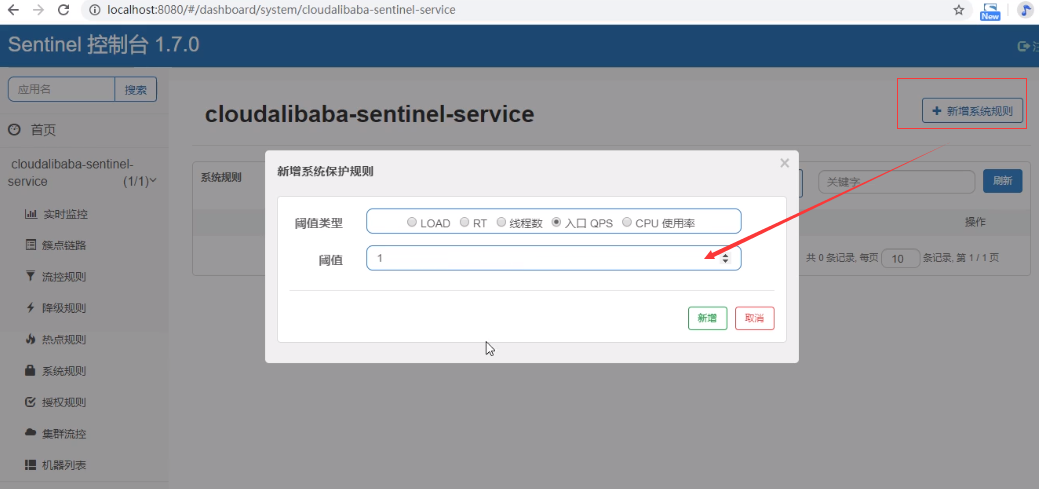 localhost:8080/#/dashboard/system/cloudalibaba-sentinel-service
New
Sentinel 控制台 1.7.0
应用名 搜索
首页
cloudalibaba-sentinel-
service (1/1)
实时监控
簇点链路
流控规则
降级规则
热点规则
系统规则
授权规则
集群流控
机器列表
cloudalibaba-sentinel-service
新增系统规则
系统规则
关键字 刷新
操作
共 0 条记录, 每页 10 条记录, 第 1 / 1 页
新增系统保护规则 ×
阈值类型 LOAD RT 线程数 入口 QPS CPU 使用率
阈值 1
新增 取消